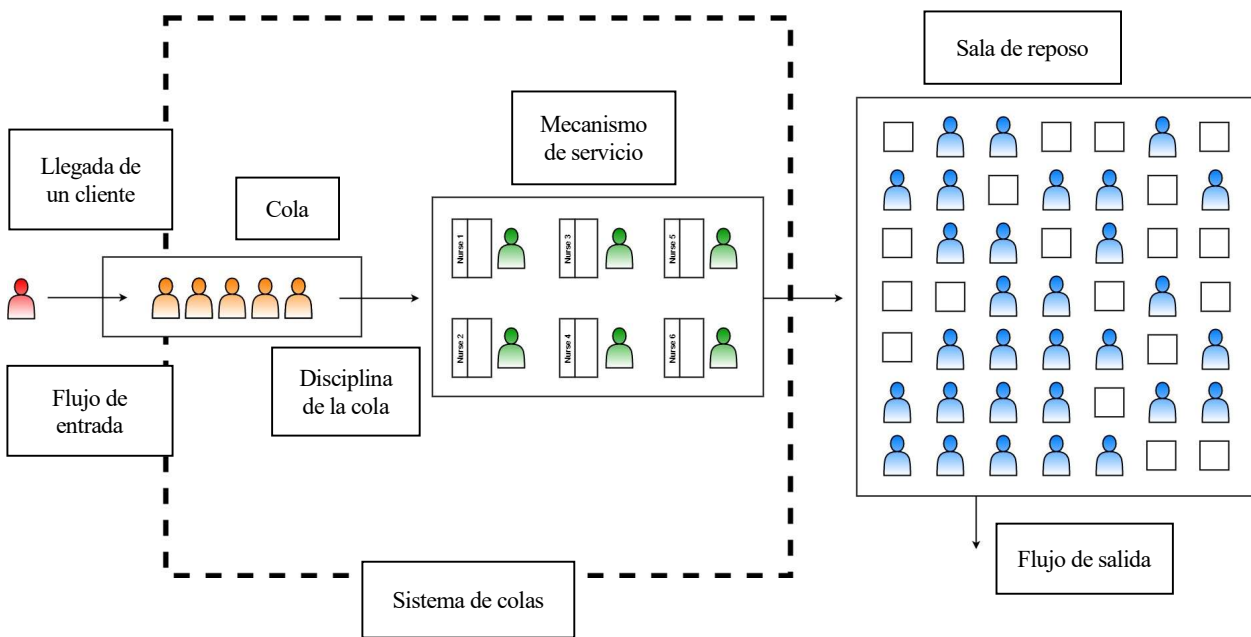 Sala de reposo
Mecanismo
de servicio
Llegada de
un cliente
Cola
Nurse 1
Nurse 3
Nurse 5
Nurse 2
Nurse 4
Nurse 6
Flujo de
entrada
Disciplina
de la cola
Flujo de salida
Sistema de colas